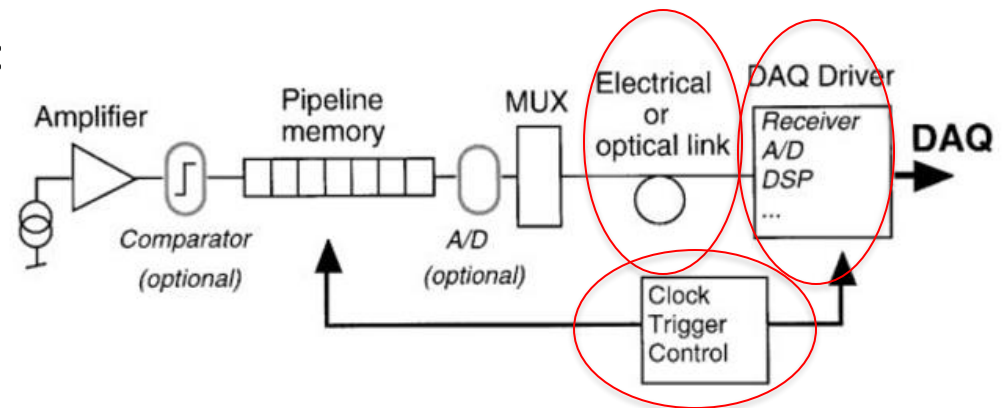 :
Amplifier
Comparator
(optional)
Pipeline
memory
A/D
(optional)
MUX
Electrical
or
optical link
DAQ Driver
Receiver
A/D
DSP
...
DAQ
Clock
Trigger
Control